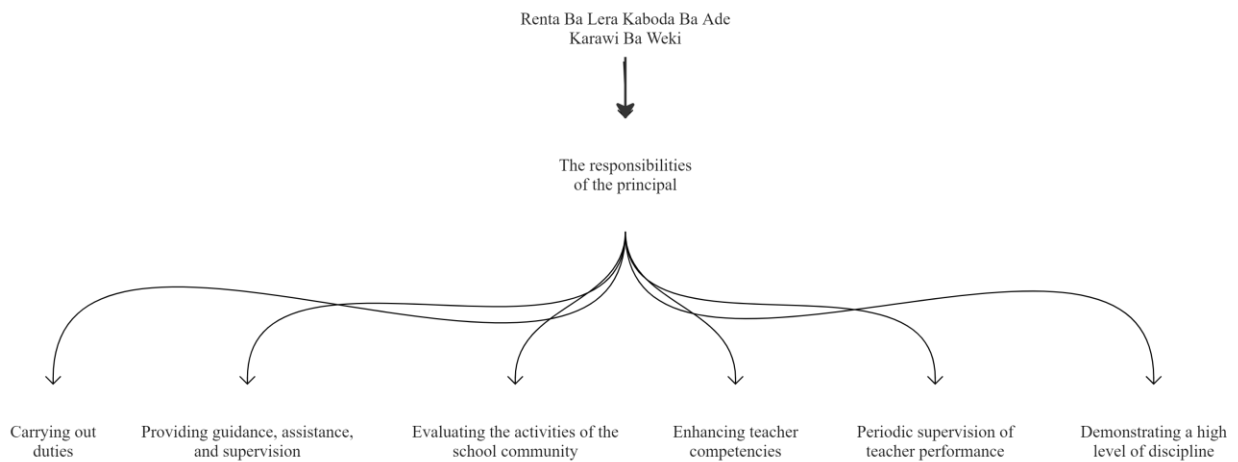 Renta Ba Lera Kaboda Ba Ade
Karawi Ba Weki
The responsibilities
of the principal
Carrying out
duties
Providing guidance, assistance,
and supervision
Evaluating the activities of the
school community
Enhancing teacher
competencies
Periodic supervision of
teacher performance
Demonstrating a high
level of discipline